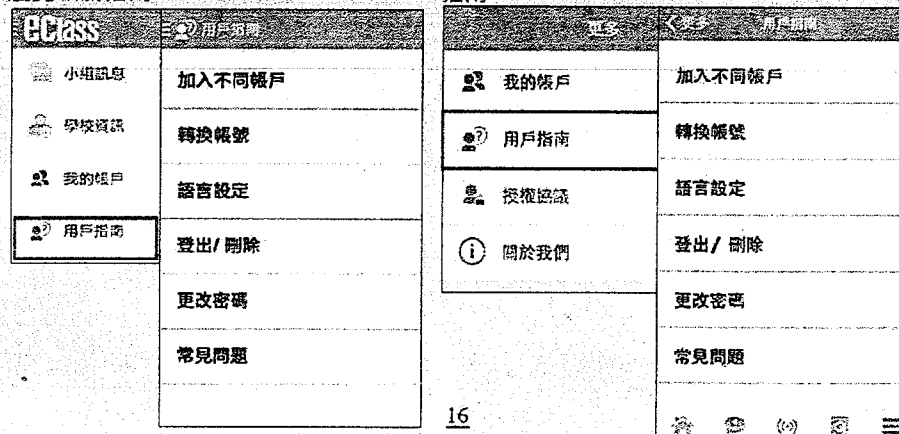 eClass
用戶指南
小組訊息
學校資訊
我的帳戶
用戶指南
加入不同帳戶
轉換帳號
語言設定
登出/ 刪除
更改密碼
常見問題
更多
我的帳戶
用戶指南
授權協議
關於我們
更多
用戶指南
加入不同帳戶
轉換帳號
語言設定
登出/ 刪除
更改密碼
常見問題
16